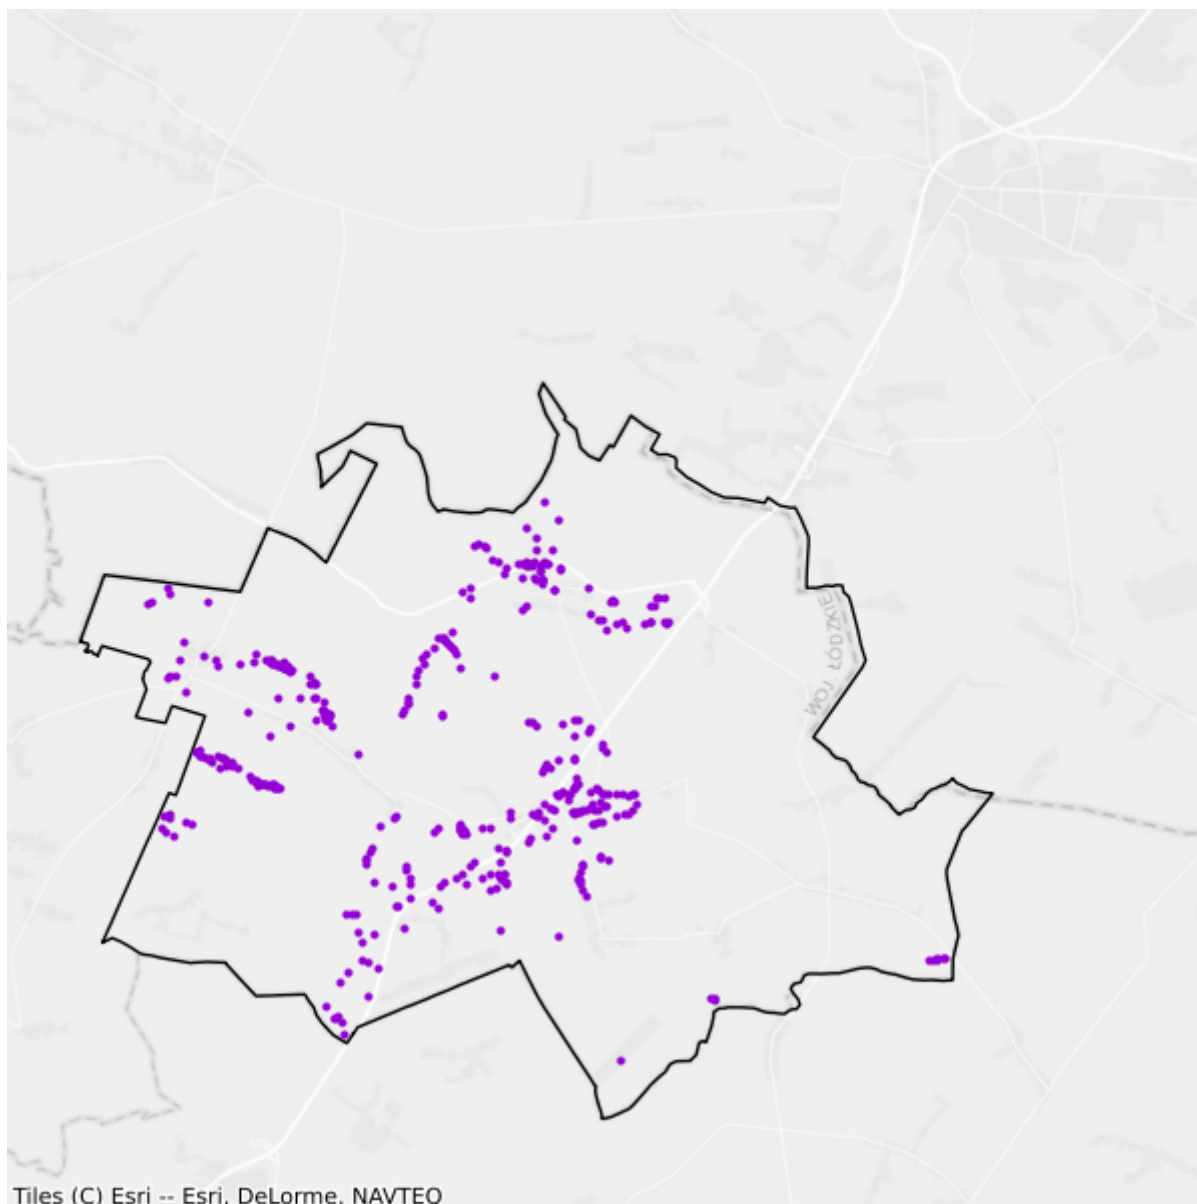 WOJ. ŁÓDZKIE
Tiles (C) Esri -- Esri, DeLorme, NAVTEQ